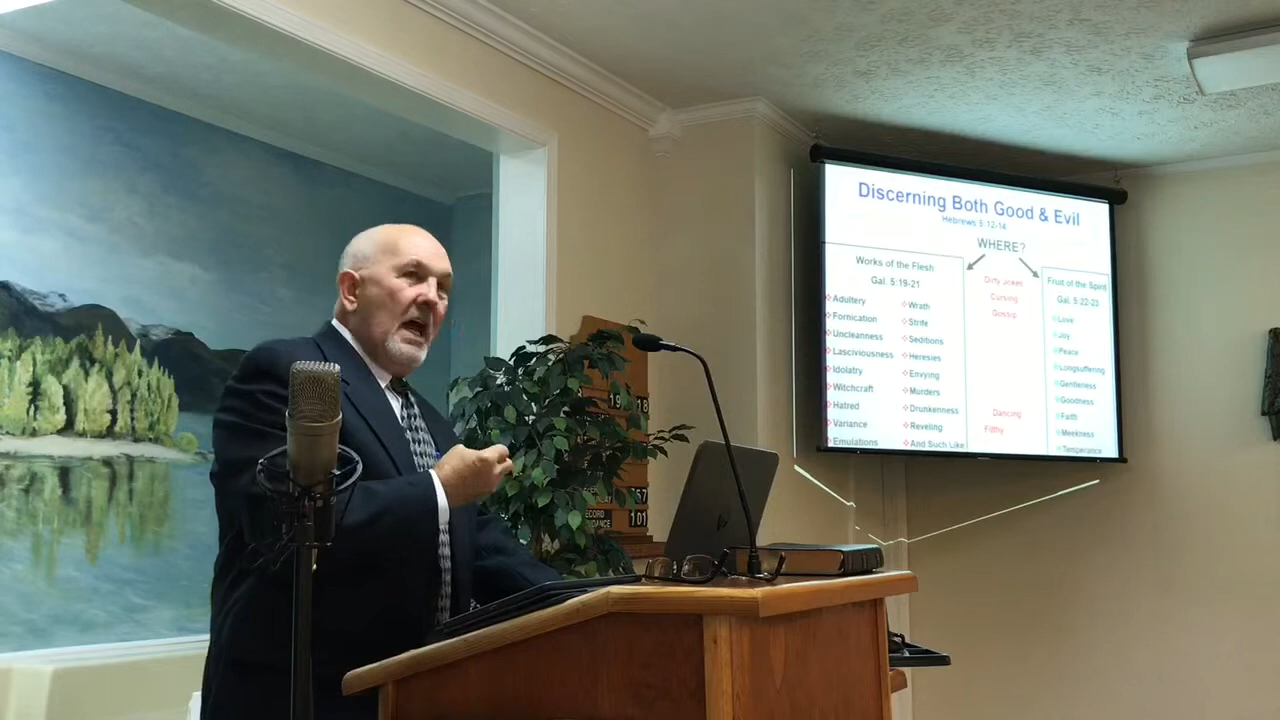 Discerning Both Good & Evil
Hebrews 5:12-14
WHERE?
Works of the Flesh
Gal. 5:19-21
Adultery
Fornication
Uncleanness
Lasciviousness
Idolatry
Witchcraft
Hatred
Variance
Emulations
Wrath
Strife
Seditions
Heresies
Envying
Murders
Drunkenness
Reveling
And Such Like
Dirty Jokes
Cursing
Gossip
Dancing
Filthy
Fruit of the Spirit
Gal. 5:22-23
Love
Joy
Peace
Longsuffering
Gentleness
Goodness
Faith
Meekness
Temperance
101